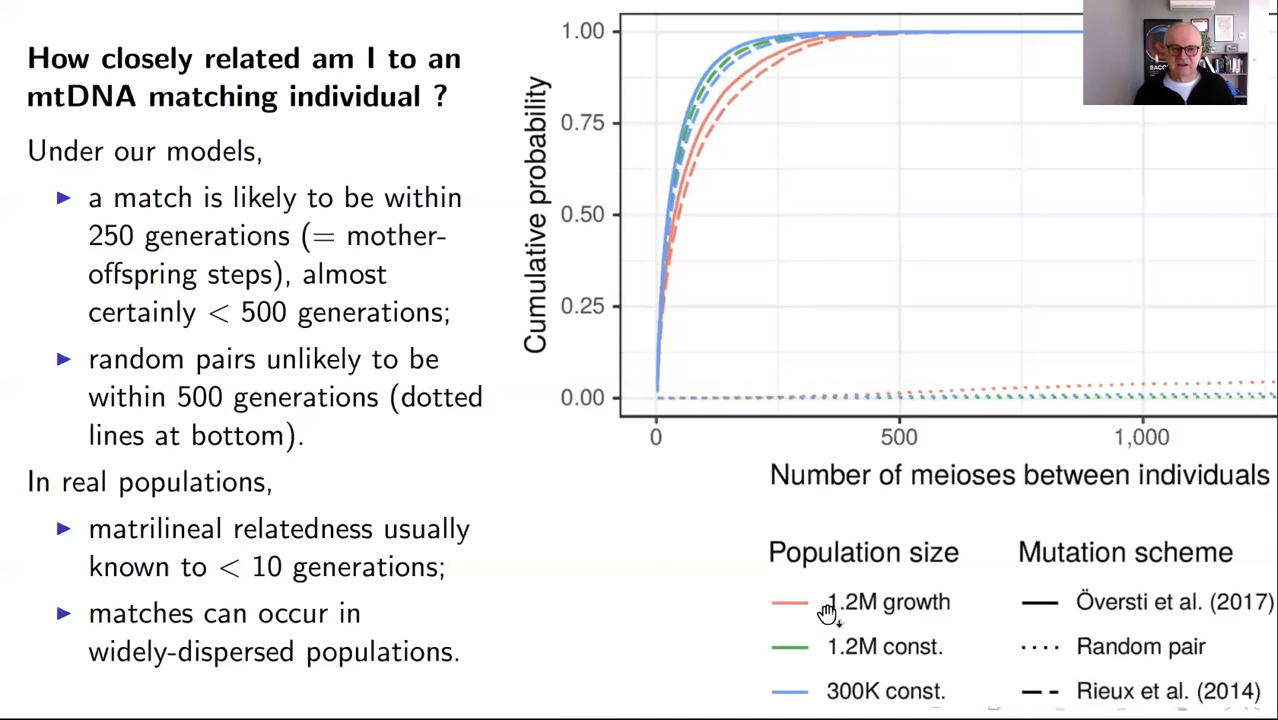 How closely related am I to an
mtDNA matching individual ?
Under our models,
▶ a match is likely to be within
250 generations (= mother-
offspring steps), almost
certainly < 500 generations;
▶ random pairs unlikely to be
within 500 generations (dotted
lines at bottom).
In real populations,
▶ matrilineal relatedness usually
known to < 10 generations;
▶ matches can occur in
widely-dispersed populations.
Cumulative probability
1.00
0.75
0.50
0.25
0.00
0
500
1,000
Number of meioses between individuals
Population size
1.2M growth
1.2M const.
300K const.
Mutation scheme
Översti et al. (2017)
Random pair
Rieux et al. (2014)